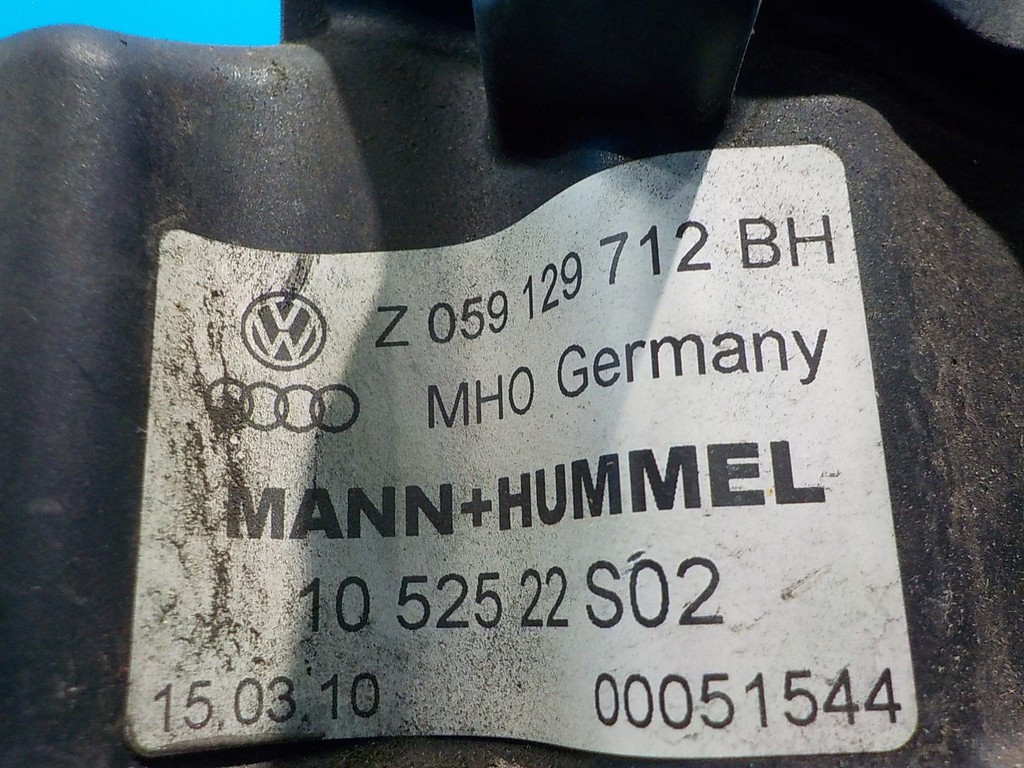 Z 059 129 712 BH
MHO Germany
MANN+HUMMEL
10 525 22 S02
15.03.10 00051544